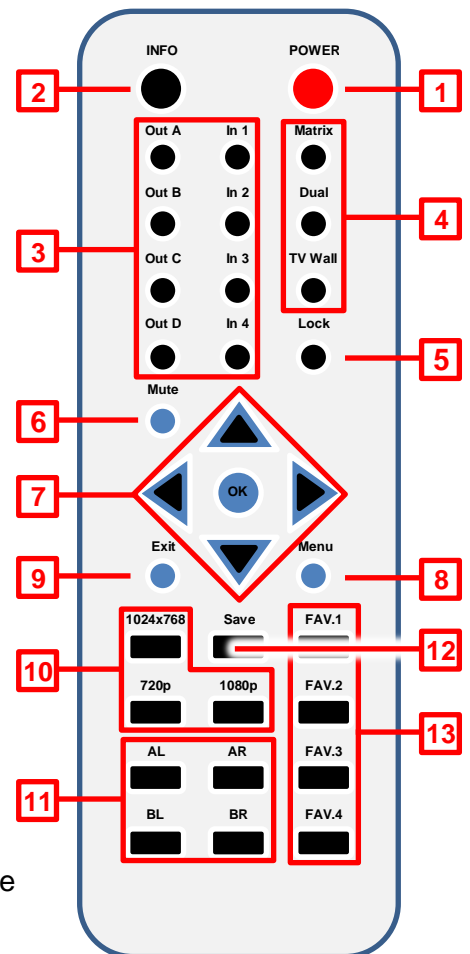 INFO POWER
2 1
Out A In 1 Matrix
Out B In 2 Dual
3 4
Out C In 3 TV Wall
Out D In 4 Lock
5
Mute
6
7 OK
Exit Menu
9 8
1024x768 Save FAV.1
12
10
720p 1080p FAV.2
13
AL AR FAV.3
11
BL BR FAV.4
e